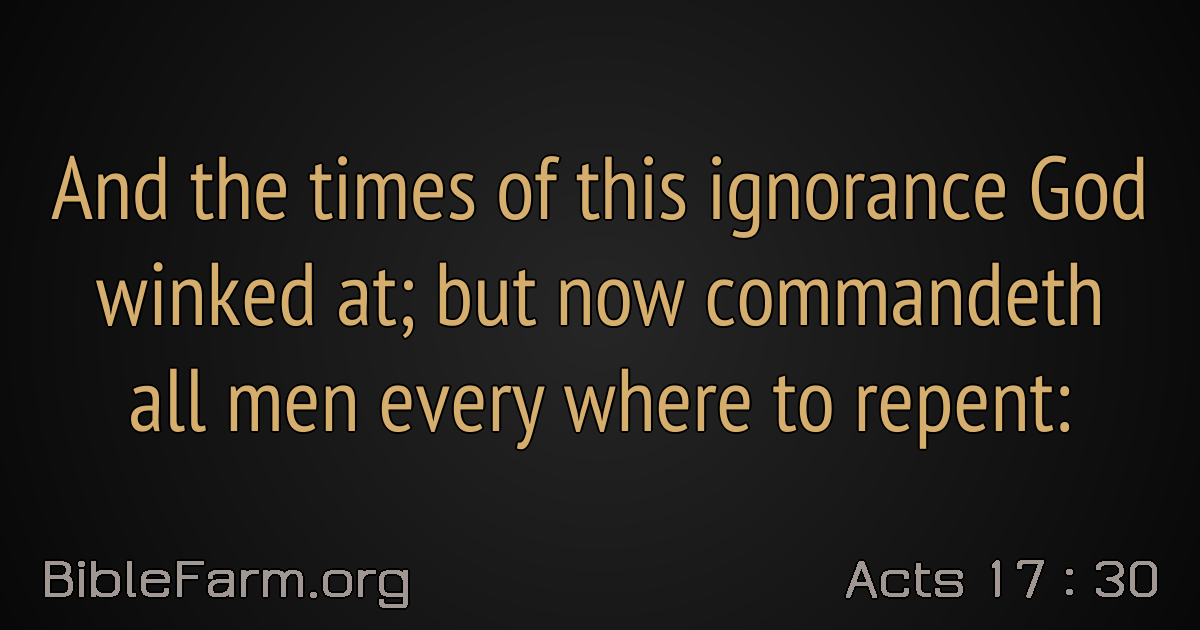 And the times of this ignorance God
winked at; but now commandeth
all men every where to repent:
BibleFarm.org
Acts 17 : 30